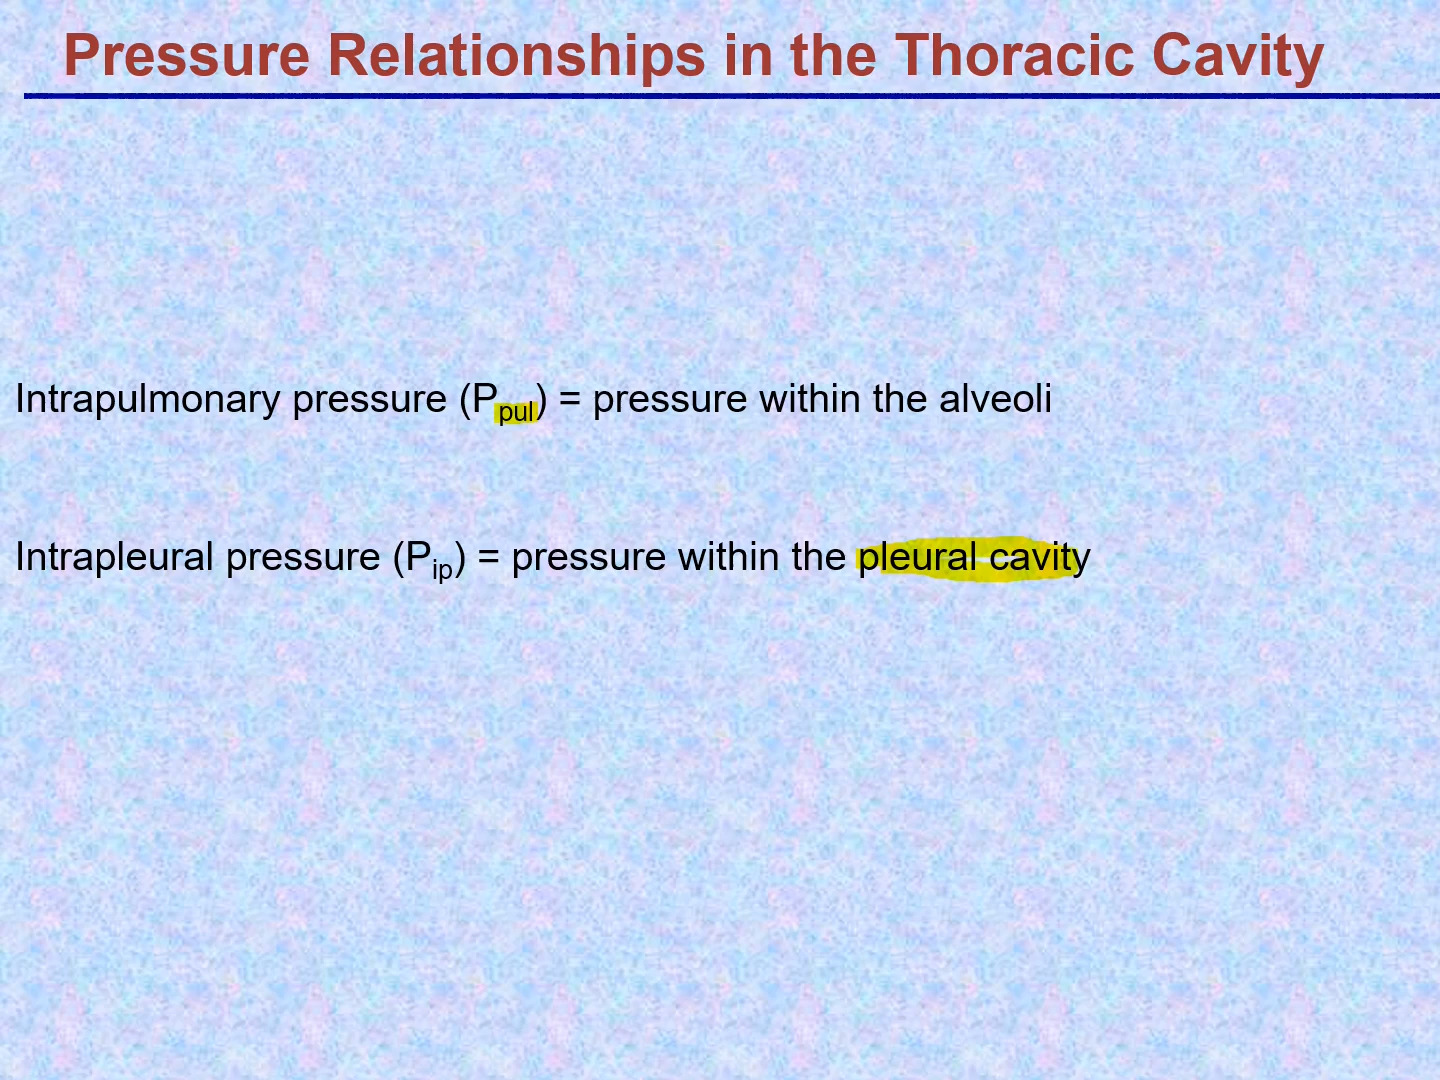 Pressure Relationships in the Thoracic Cavity
Intrapulmonary pressure (Ppul) = pressure within the alveoli
Intrapleural pressure (Pip) = pressure within the pleural cavity